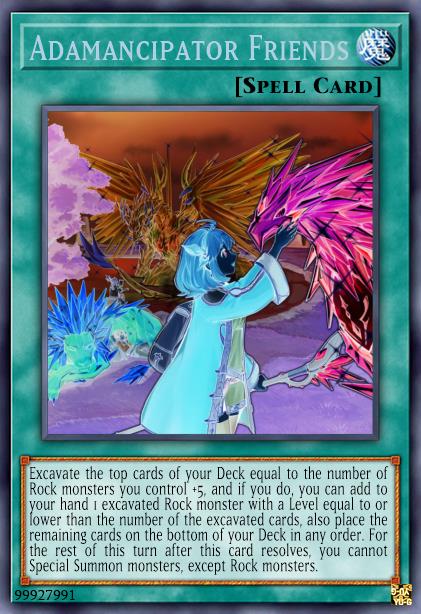 Adamancipator Friends 魔
[Spell Card]
Excavate the top cards of your Deck equal to the number of
Rock monsters you control +5, and if you do, you can add to
your hand 1 excavated Rock monster with a Level equal to or
lower than the number of the excavated cards, also place the
remaining cards on the bottom of your Deck in any order. For
the rest of this turn after this card resolves, you cannot
Special Summon monsters, except Rock monsters.
99927991